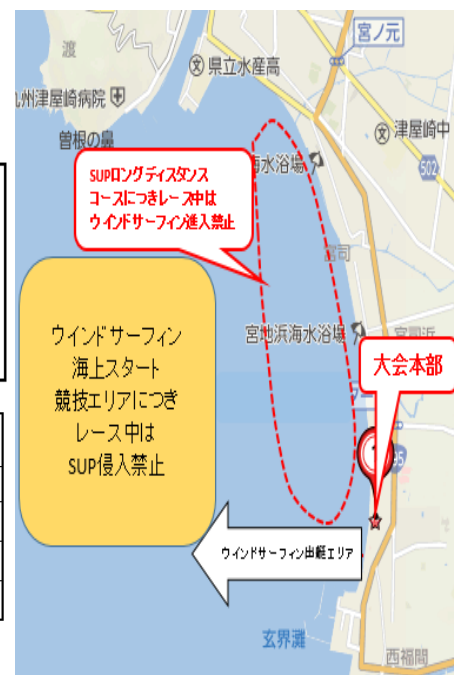 宮ノ元
渡
県立水産高
九州津屋崎病院
津屋崎中
曽根の鼻
SUPロングディスタンス
コースにつきレース中は
ウインドサーフィン進入禁止
海水浴場
502
宮司
ウインドサーフィン
海上スタート
競技エリアにつき
レース中は
SUP侵入禁止
宮地浜海水浴場
宮司浜
大会本部
495
ウインドサーフィン出艇エリア
玄界灘
西福間